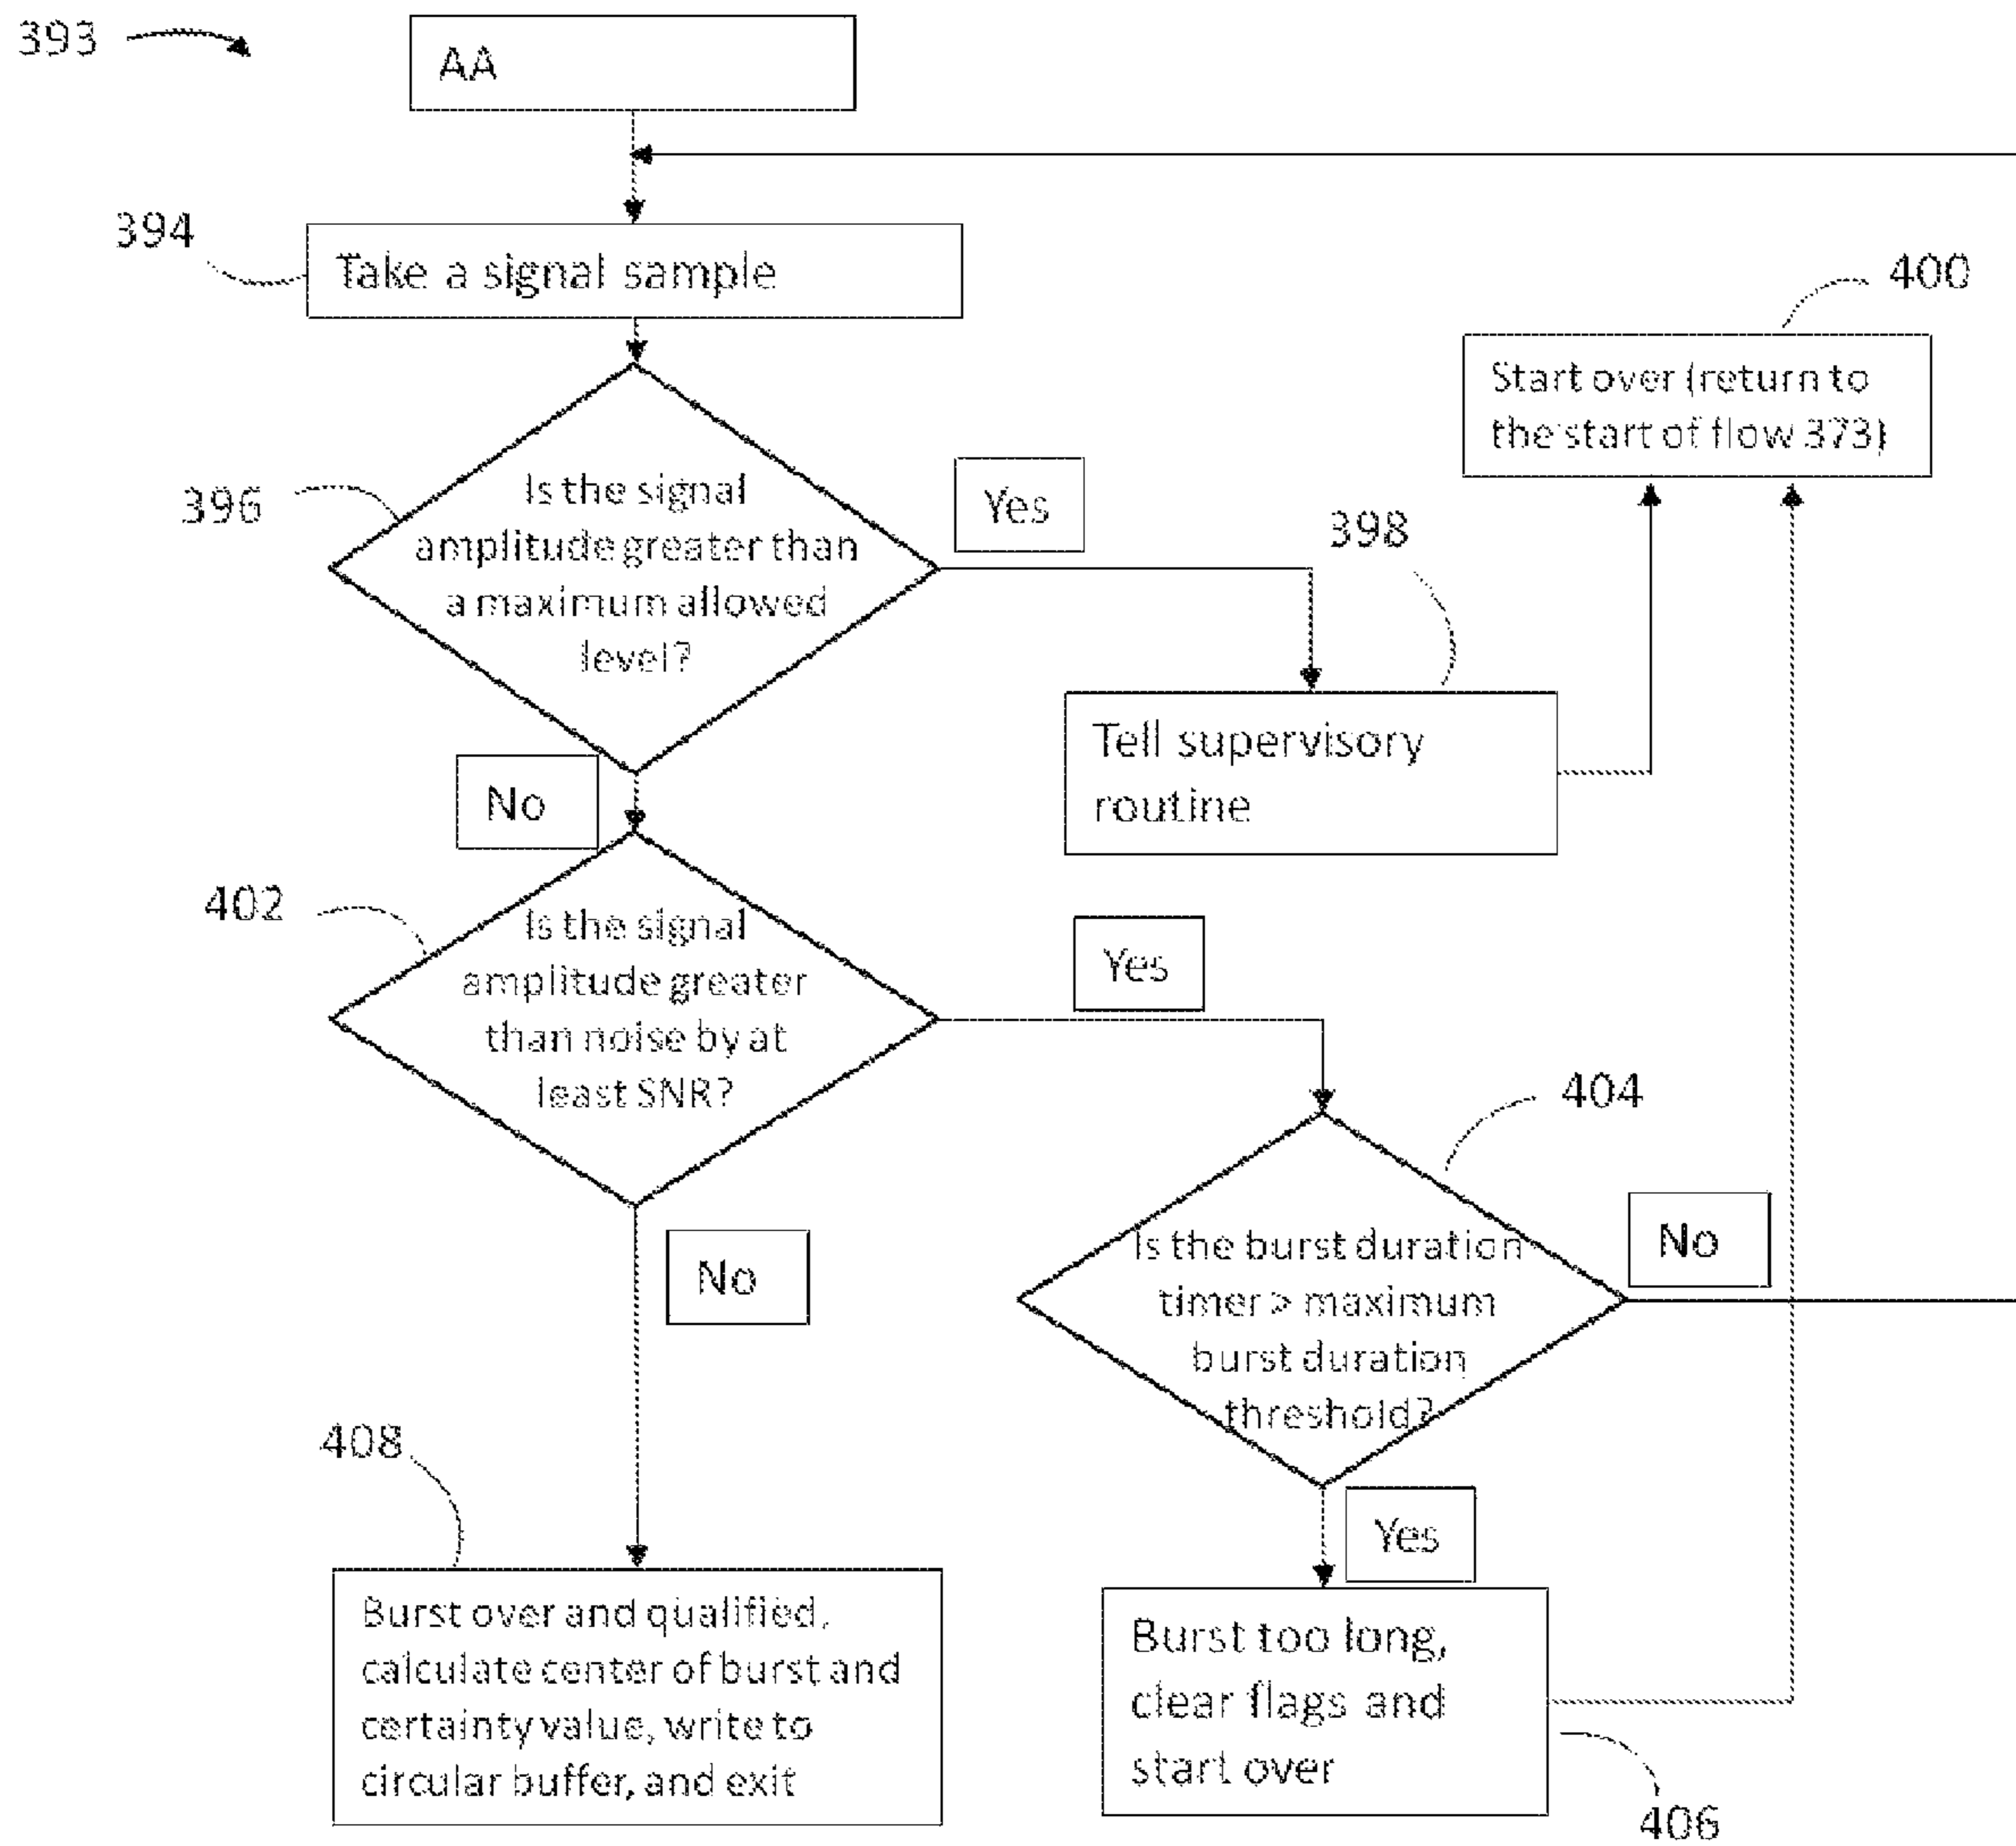 393
AA
394
Take a signal sample
400
Start over (return to
the start of flow 373)
396
Is the signal
amplitude greater than
a maximum allowed
level?
Yes
398
Tell supervisory
routine
No
402
Is the signal
amplitude greater
than noise by at
least SNR?
Yes
404
Is the burst duration
timer > maximum
burst duration
threshold?
No
No
408
Burst over and qualified,
calculate center of burst and
certainty value, write to
circular buffer, and exit
Yes
Burst too long,
clear flags and
start over
406